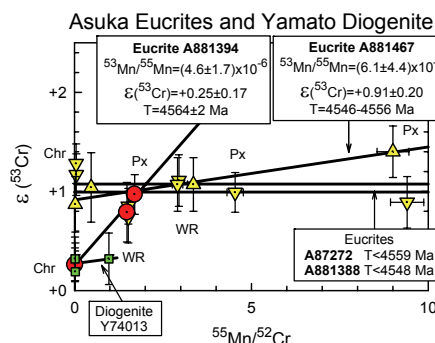 Asuka Eucrites and Yamato Diogenite
Eucrite A881394
⁵³Mn/⁵⁵Mn=(4.6±1.7)x10⁻⁶
ε(⁵³Cr)=+0.25±0.17
T=4564±2 Ma
Eucrite A881467
⁵³Mn/⁵⁵Mn=(6.1±4.4)x10
ε(⁵³Cr)=+0.91±0.20
T=4546-4556 Ma
ε (⁵³Cr)
+2
+1
+0
Chr
Px
Px
Px
WR
WR
Chr
Diogenite
Y74013
Eucrites
A87272 T<4559 Ma
A881388 T<4548 Ma
0
5
10
⁵⁵Mn/⁵²Cr